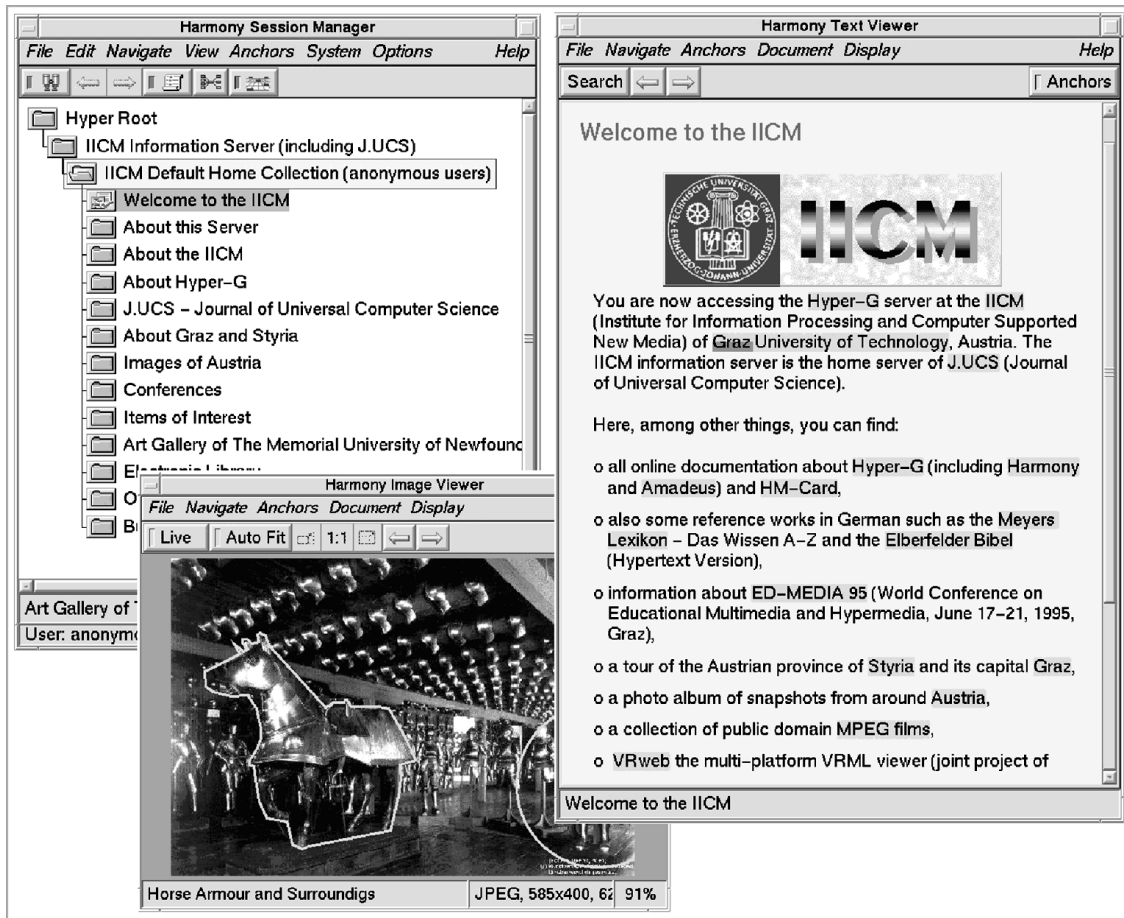 Harmony Session Manager
File Edit Navigate View Anchors System Options Help
Hyper Root
IICM Information Server (including J.UCS)
IICM Default Home Collection (anonymous users)
Welcome to the IICM
About this Server
About the IICM
About Hyper-G
J.UCS – Journal of Universal Computer Science
About Graz and Styria
Images of Austria
Conferences
Items of Interest
Art Gallery of The Memorial University of Newfounc
Electronic Library
Art Gallery of
User: anonym
Harmony Image Viewer
File Navigate Anchors Document Display
Live Auto Fit 1:1
Horse Armour and Surroundigs JPEG, 585x400, 62 91%
Harmony Text Viewer
File Navigate Anchors Document Display Help
Search Anchors
Welcome to the IICM
TECHNISCHE UNIVERSITÄT GRAZ
ERZHERZOG-JOHANN-UNIVERSITÄT
IICM
You are now accessing the Hyper-G server at the IICM
(Institute for Information Processing and Computer Supported
New Media) of Graz University of Technology, Austria. The
IICM information server is the home server of J.UCS (Journal
of Universal Computer Science).
Here, among other things, you can find:
o all online documentation about Hyper-G (including Harmony
and Amadeus) and HM-Card,
o also some reference works in German such as the Meyers
Lexikon – Das Wissen A-Z and the Elberfelder Bibel
(Hypertext Version),
o information about ED-MEDIA 95 (World Conference on
Educational Multimedia and Hypermedia, June 17-21, 1995,
Graz),
o a tour of the Austrian province of Styria and its capital Graz,
o a photo album of snapshots from around Austria,
o a collection of public domain MPEG films,
o VRweb the multi-platform VRML viewer (joint project of
Welcome to the IICM